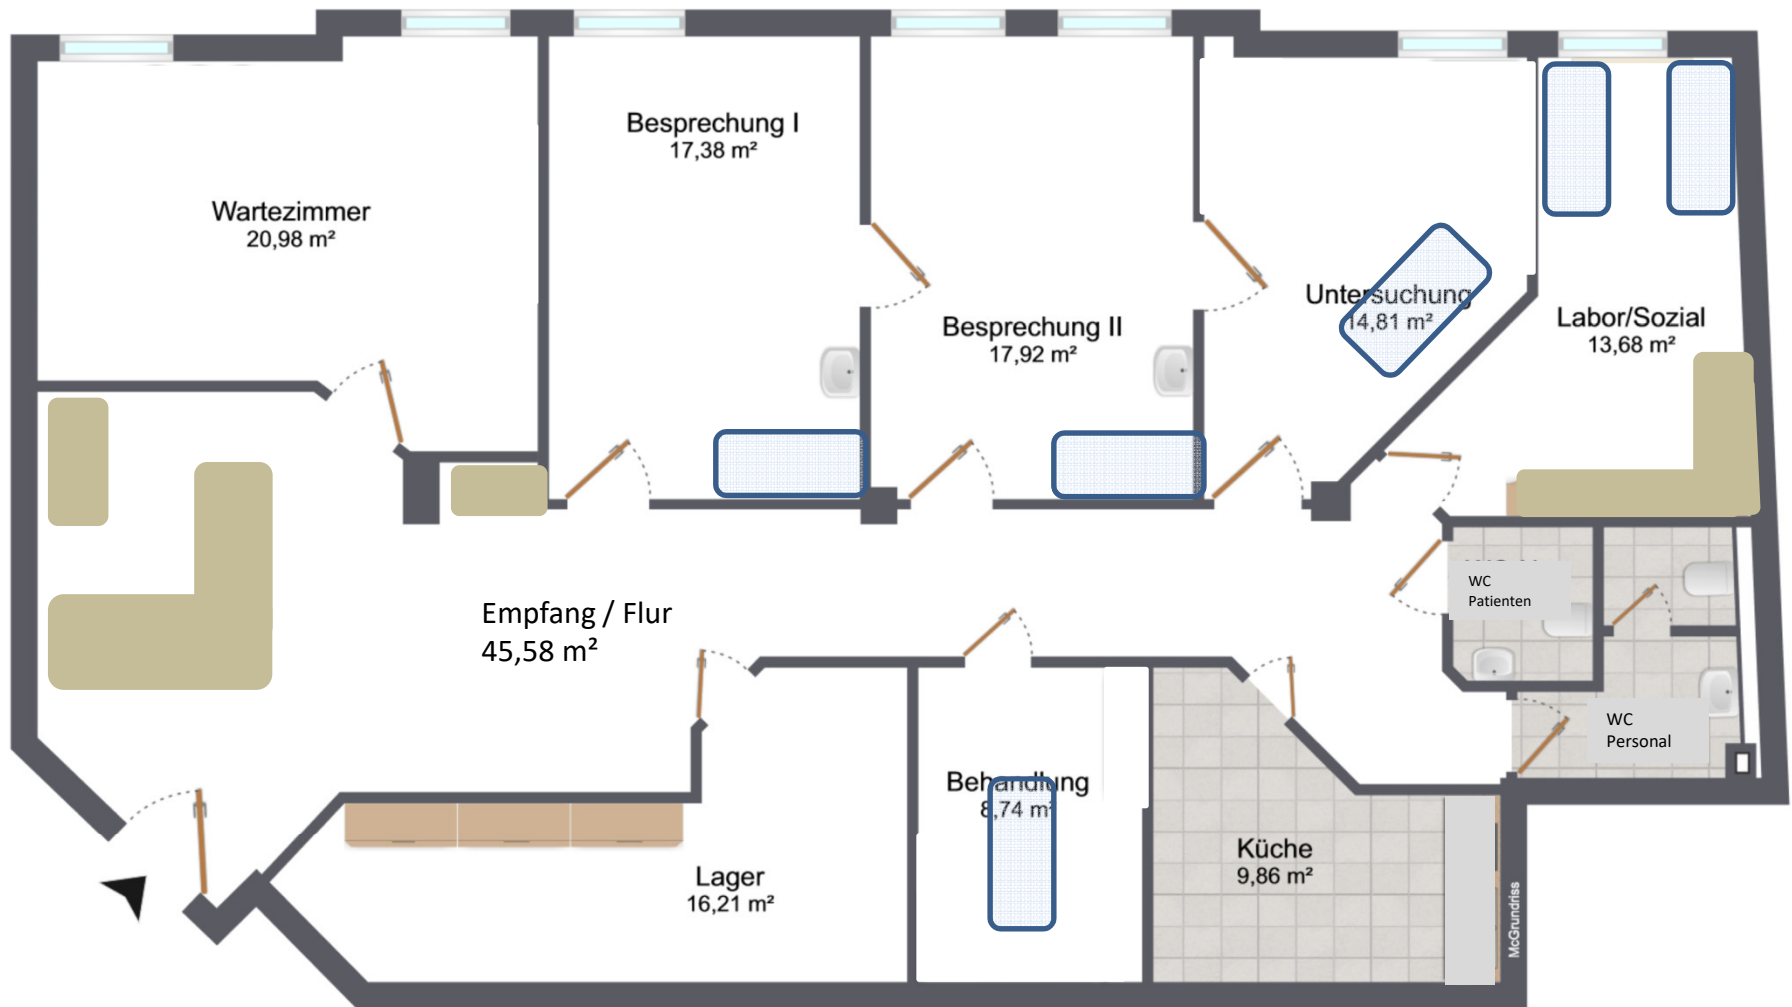 Besprechung I
17,38 m²
Wartezimmer
20,98 m²
Untersuchung
14,81 m²
Besprechung II
17,92 m²
Labor/Sozial
13,68 m²
WC
Patienten
Empfang / Flur
45,58 m²
WC
Personal
Behandlung
8,74 m²
Küche
9,86 m²
Lager
16,21 m²
McGrundriss